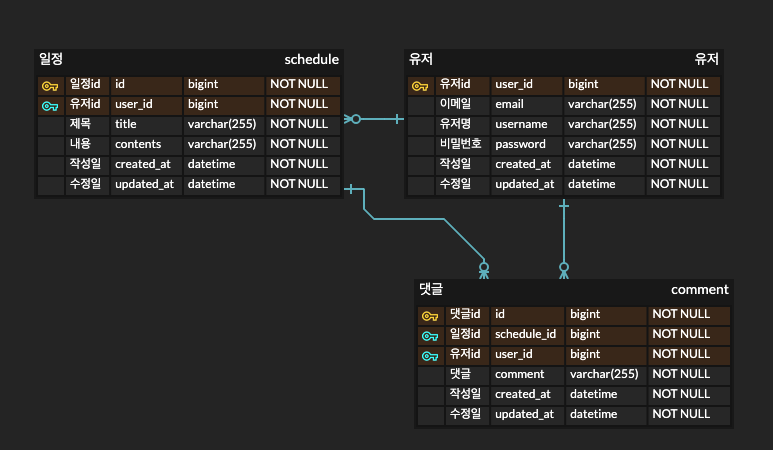 일정 schedule
일정id id bigint NOT NULL
유저id user_id bigint NOT NULL
제목 title varchar(255) NOT NULL
내용 contents varchar(255) NOT NULL
작성일 created_at datetime NOT NULL
수정일 updated_at datetime NOT NULL
유저 유저
유저id user_id bigint NOT NULL
이메일 email varchar(255) NOT NULL
유저명 username varchar(255) NOT NULL
비밀번호 password varchar(255) NOT NULL
작성일 created_at datetime NOT NULL
수정일 updated_at datetime NOT NULL
댓글 comment
댓글id id bigint NOT NULL
일정id schedule_id bigint NOT NULL
유저id user_id bigint NOT NULL
댓글 comment varchar(255) NOT NULL
작성일 created_at datetime NOT NULL
수정일 updated_at datetime NOT NULL